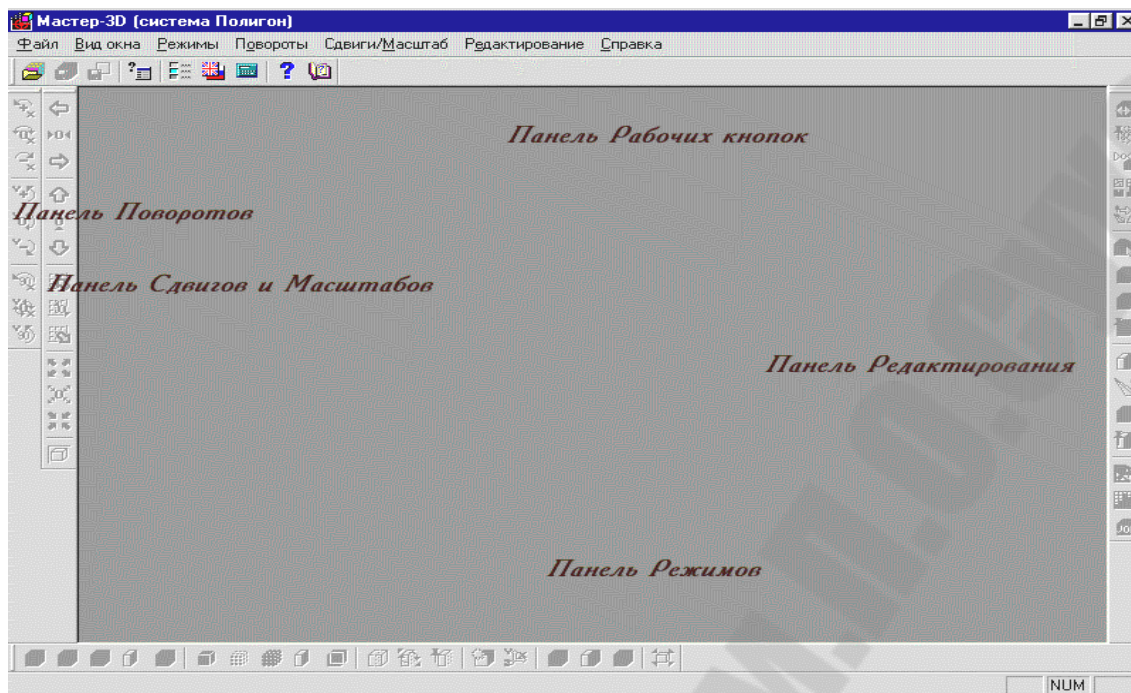 Мастер-3D (система Полигон)
Файл Вид окна Режимы Повороты Сдвиги/Масштаб Редактирование Справка
Панель Рабочих кнопок
Панель Поворотов
Панель Сдвигов и Масштабов
Панель Редактирования
Панель Режимов
NUM